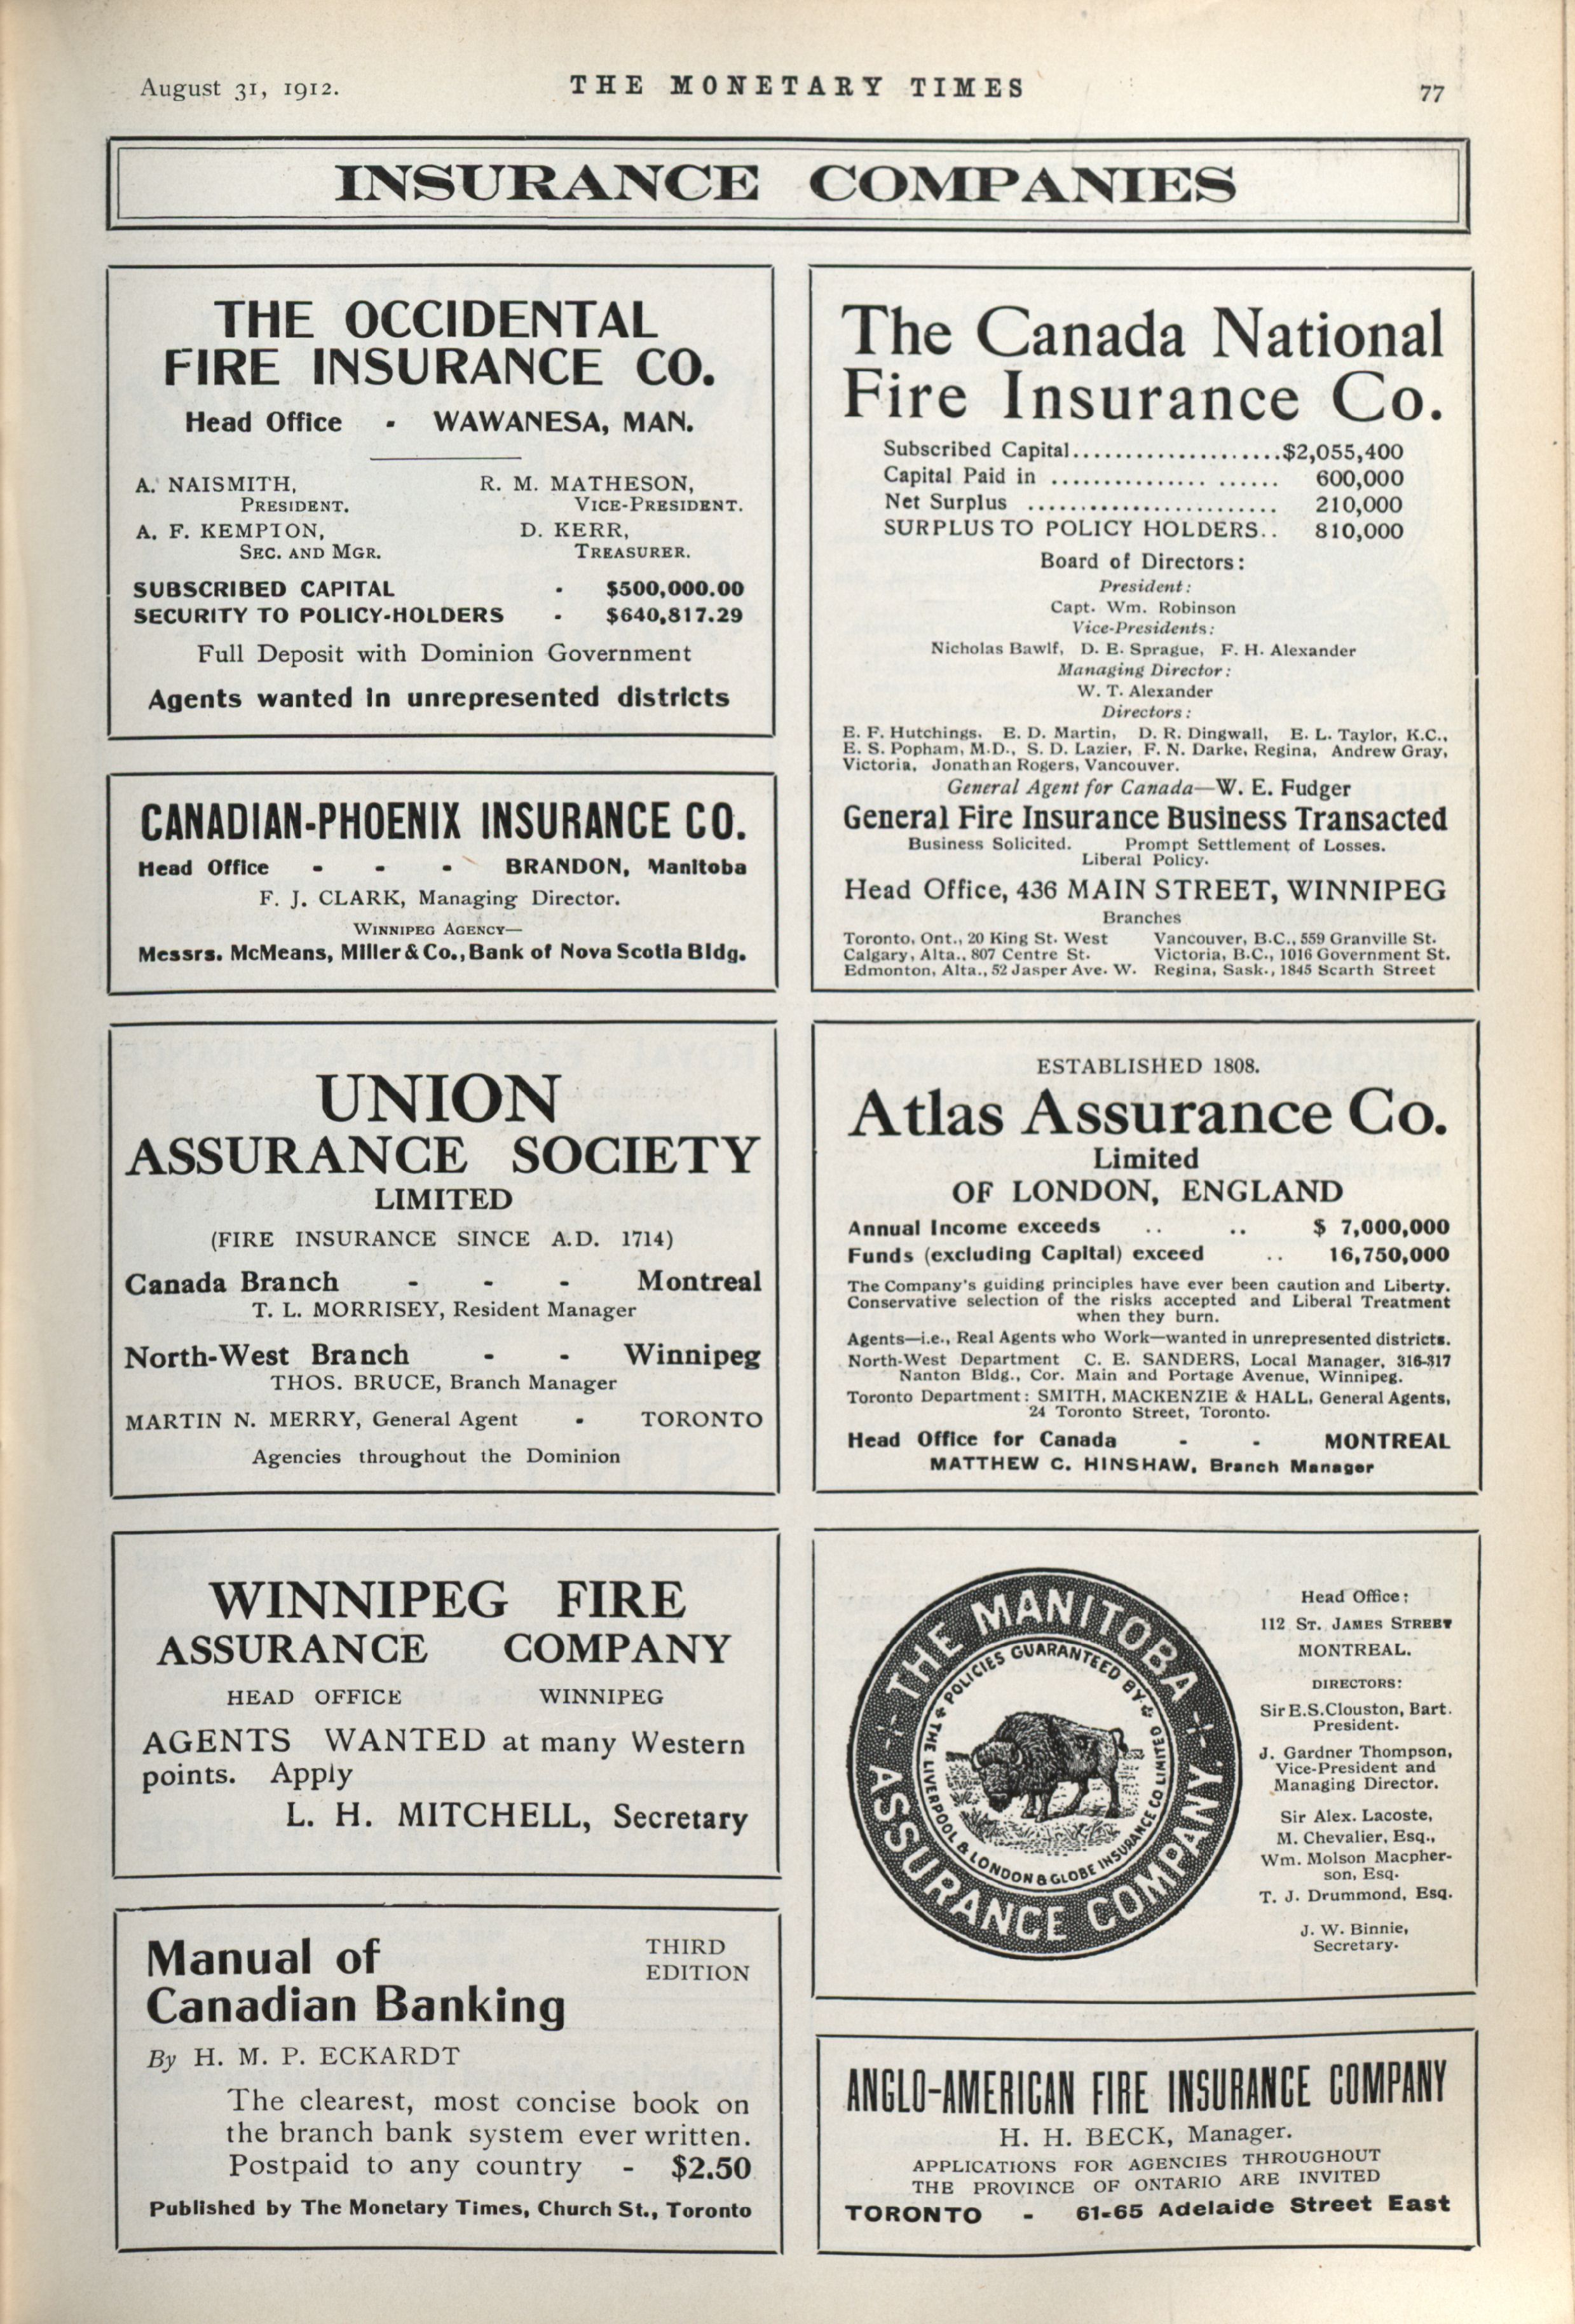 August 31, 1912.
THE MONETARY TIMES
77
INSURANCE COMPANIES
THE OCCIDENTAL
FIRE INSURANCE CO.
Head Office - WAWANESA, MAN.
A. NAISMITH, R. M. MATHESON,
PRESIDENT. VICE-PRESIDENT.
A. F. KEMPTON, D. KERR,
SEC. AND MGR. TREASURER.
SUBSCRIBED CAPITAL - $500,000.00
SECURITY TO POLICY-HOLDERS - $640,817.29
Full Deposit with Dominion Government
Agents wanted in unrepresented districts
CANADIAN-PHOENIX INSURANCE CO.
Head Office - - - BRANDON, Manitoba
F. J. CLARK, Managing Director.
WINNIPEG AGENCY—
Messrs. McMeans, Miller & Co., Bank of Nova Scotia Bldg.
UNION
ASSURANCE SOCIETY
LIMITED
(FIRE INSURANCE SINCE A.D. 1714)
Canada Branch - - - Montreal
T. L. MORRISEY, Resident Manager
North-West Branch - - Winnipeg
THOS. BRUCE, Branch Manager
MARTIN N. MERRY, General Agent - TORONTO
Agencies throughout the Dominion
WINNIPEG FIRE
ASSURANCE COMPANY
HEAD OFFICE WINNIPEG
AGENTS WANTED at many Western
points. Apply
L. H. MITCHELL, Secretary
Manual of THIRD
EDITION
Canadian Banking
By H. M. P. ECKARDT
The clearest, most concise book on
the branch bank system ever written.
Postpaid to any country - $2.50
Published by The Monetary Times, Church St., Toronto
The Canada National
Fire Insurance Co.
Subscribed Capital.....................$2,055,400
Capital Paid in ............... ...... 600,000
Net Surplus ......................... 210,000
SURPLUS TO POLICY HOLDERS.. 810,000
Board of Directors:
President:
Capt. Wm. Robinson
Vice-Presidents:
Nicholas Bawlf, D. E. Sprague, F. H. Alexander
Managing Director:
W. T. Alexander
Directors:
E. F. Hutchings, E. D. Martin, D. R. Dingwall, E. L. Taylor, K.C.,
E. S. Popham, M.D., S. D. Lazier, F. N. Darke, Regina, Andrew Gray,
Victoria, Jonathan Rogers, Vancouver.
General Agent for Canada—W. E. Fudger
General Fire Insurance Business Transacted
Business Solicited. Prompt Settlement of Losses.
Liberal Policy.
Head Office, 436 MAIN STREET, WINNIPEG
Branches
Toronto, Ont., 20 King St. West Vancouver, B.C., 559 Granville St.
Calgary, Alta., 807 Centre St. Victoria, B.C., 1016 Government St.
Edmonton, Alta., 52 Jasper Ave. W. Regina, Sask., 1845 Scarth Street
ESTABLISHED 1808.
Atlas Assurance Co.
Limited
OF LONDON, ENGLAND
Annual Income exceeds .. .. $ 7,000,000
Funds (excluding Capital) exceed .. 16,750,000
The Company's guiding principles have ever been caution and Liberty.
Conservative selection of the risks accepted and Liberal Treatment
when they burn.
Agents—i.e., Real Agents who Work—wanted in unrepresented districts.
North-West Department C. E. SANDERS, Local Manager, 316-317
Nanton Bldg., Cor. Main and Portage Avenue, Winnipeg.
Toronto Department: SMITH, MACKENZIE & HALL, General Agents,
24 Toronto Street, Toronto.
Head Office for Canada - - MONTREAL
MATTHEW C. HINSHAW, Branch Manager
THE MANITOBA
ASSURANCE COMPANY.
POLICIES GUARANTEED BY
THE LIVERPOOL & LONDON & GLOBE INSURANCE CO LIMITED
Head Office:
112 ST. JAMES STREET
MONTREAL.
DIRECTORS:
Sir E.S. Clouston, Bart.
President.
J. Gardner Thompson,
Vice-President and
Managing Director.
Sir Alex. Lacoste,
M. Chevalier, Esq.,
Wm. Molson Macpher-
son, Esq.
T. J. Drummond, Esq.
J. W. Binnie,
Secretary.
ANGLO-AMERICAN FIRE INSURANCE COMPANY
H. H. BECK, Manager.
APPLICATIONS FOR AGENCIES THROUGHOUT
THE PROVINCE OF ONTARIO ARE INVITED
TORONTO - 61-65 Adelaide Street East